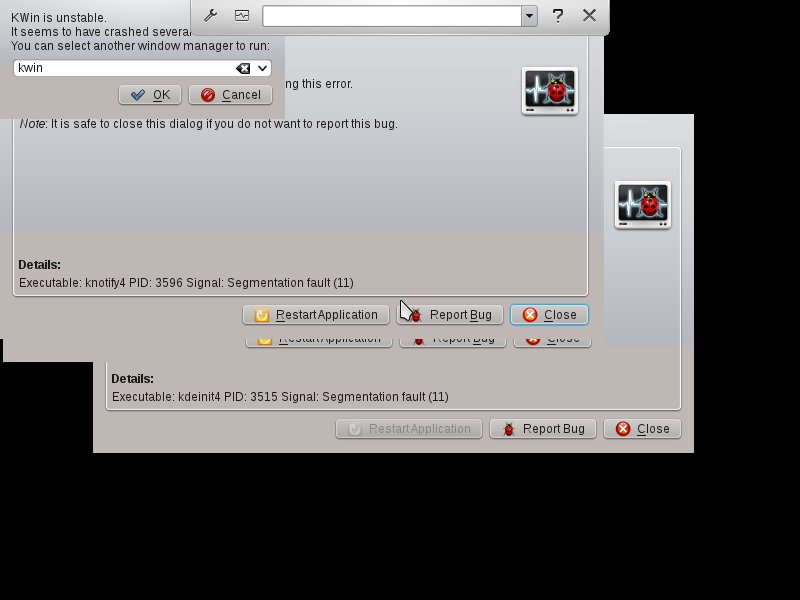 KWin is unstable.
It seems to have crashed several
You can select another window manager to run:
kwin
OK
Cancel
?
ng this error.
Note: It is safe to close this dialog if you do not want to report this bug.
Details:
Executable: knotify4 PID: 3596 Signal: Segmentation fault (11)
Restart Application
Report Bug
Close
Restart Application
Report Bug
Close
Details:
Executable: kdeinit4 PID: 3515 Signal: Segmentation fault (11)
Restart Application
Report Bug
Close